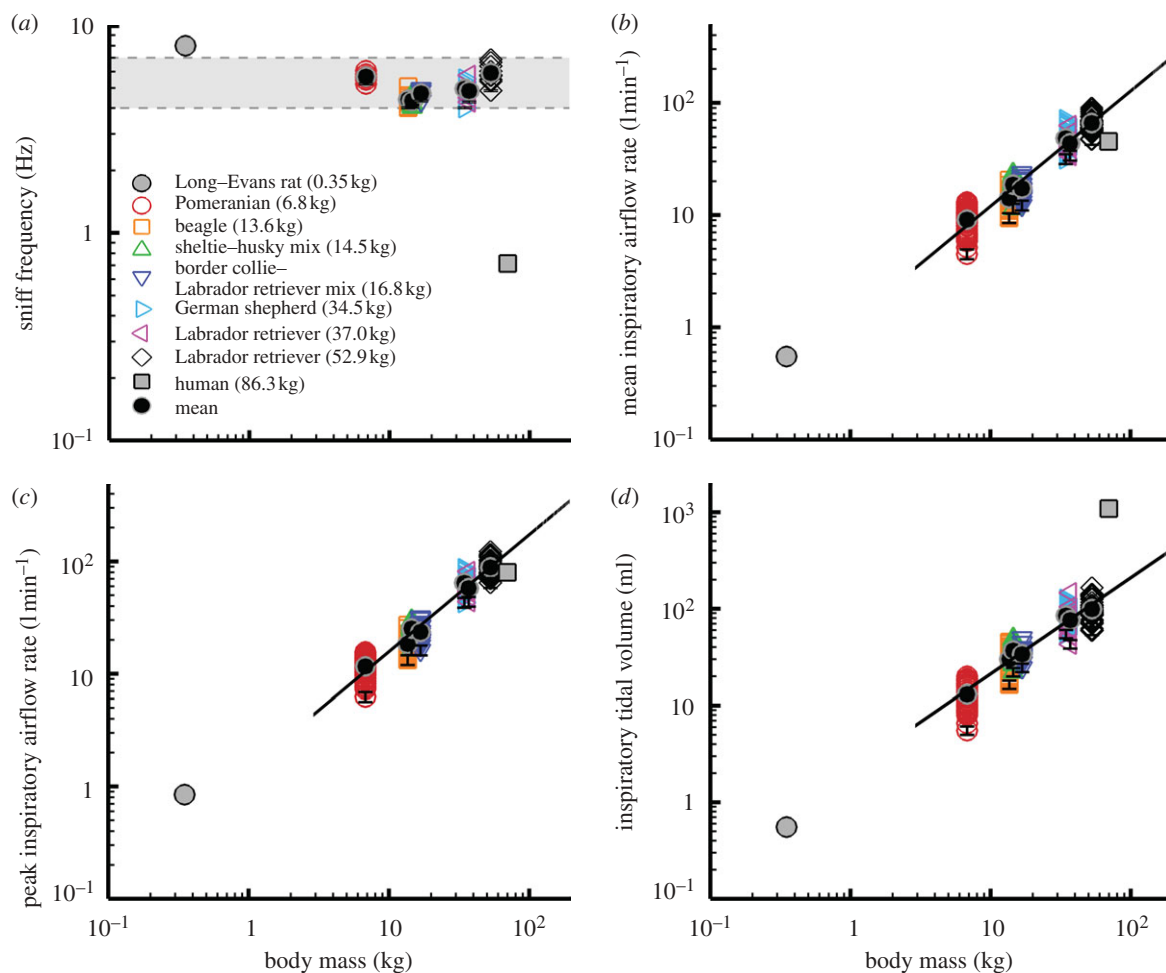 (a)
10
1
10⁻¹
sniff frequency (Hz)
Long–Evans rat (0.35 kg)
Pomeranian (6.8 kg)
beagle (13.6 kg)
sheltie–husky mix (14.5 kg)
border collie–
Labrador retriever mix (16.8 kg)
German shepherd (34.5 kg)
Labrador retriever (37.0 kg)
Labrador retriever (52.9 kg)
human (86.3 kg)
mean
(b)
10²
10
1
10⁻¹
mean inspiratory airflow rate (l min⁻¹)
10⁻¹ 1 10 10²
(c)
10²
10
1
10⁻¹
peak inspiratory airflow rate (l min⁻¹)
10⁻¹ 1 10 10²
body mass (kg)
(d)
10³
10²
10
1
10⁻¹
inspiratory tidal volume (ml)
10⁻¹ 1 10 10²
body mass (kg)